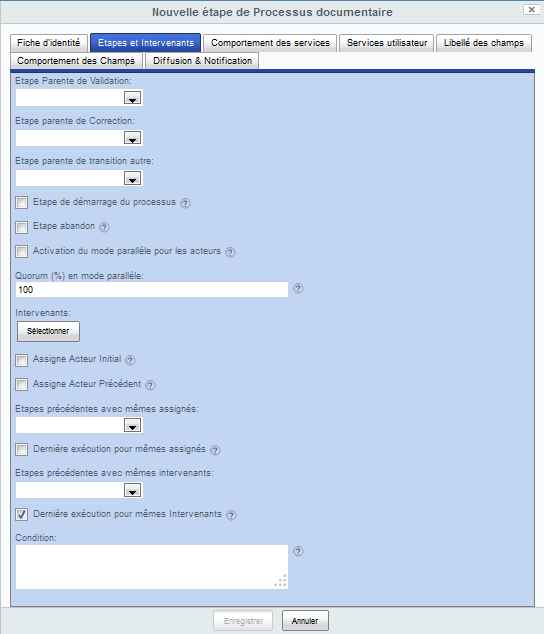 Nouvelle étape de Processus documentaire
Fiche d'identité Etapes et Intervenants Comportement des services Services utilisateur Libellé des champs
Comportement des Champs Diffusion & Notification
Etape Parente de Validation:
Etape parente de Correction:
Etape parente de transition autre:
Etape de démarrage du processus ?
Etape abandon ?
Activation du mode parallèle pour les acteurs ?
Quorum (%) en mode parallèle:
100 ?
Intervenants:
Sélectionner
Assigne Acteur Initial ?
Assigne Acteur Précédent ?
Etapes précédentes avec mêmes assignés:
Dernière exécution pour mêmes assignés ?
Etapes précédentes avec mêmes intervenants:
Dernière exécution pour mêmes Intervenants ?
Condition:
?
Enregistrer Annuler